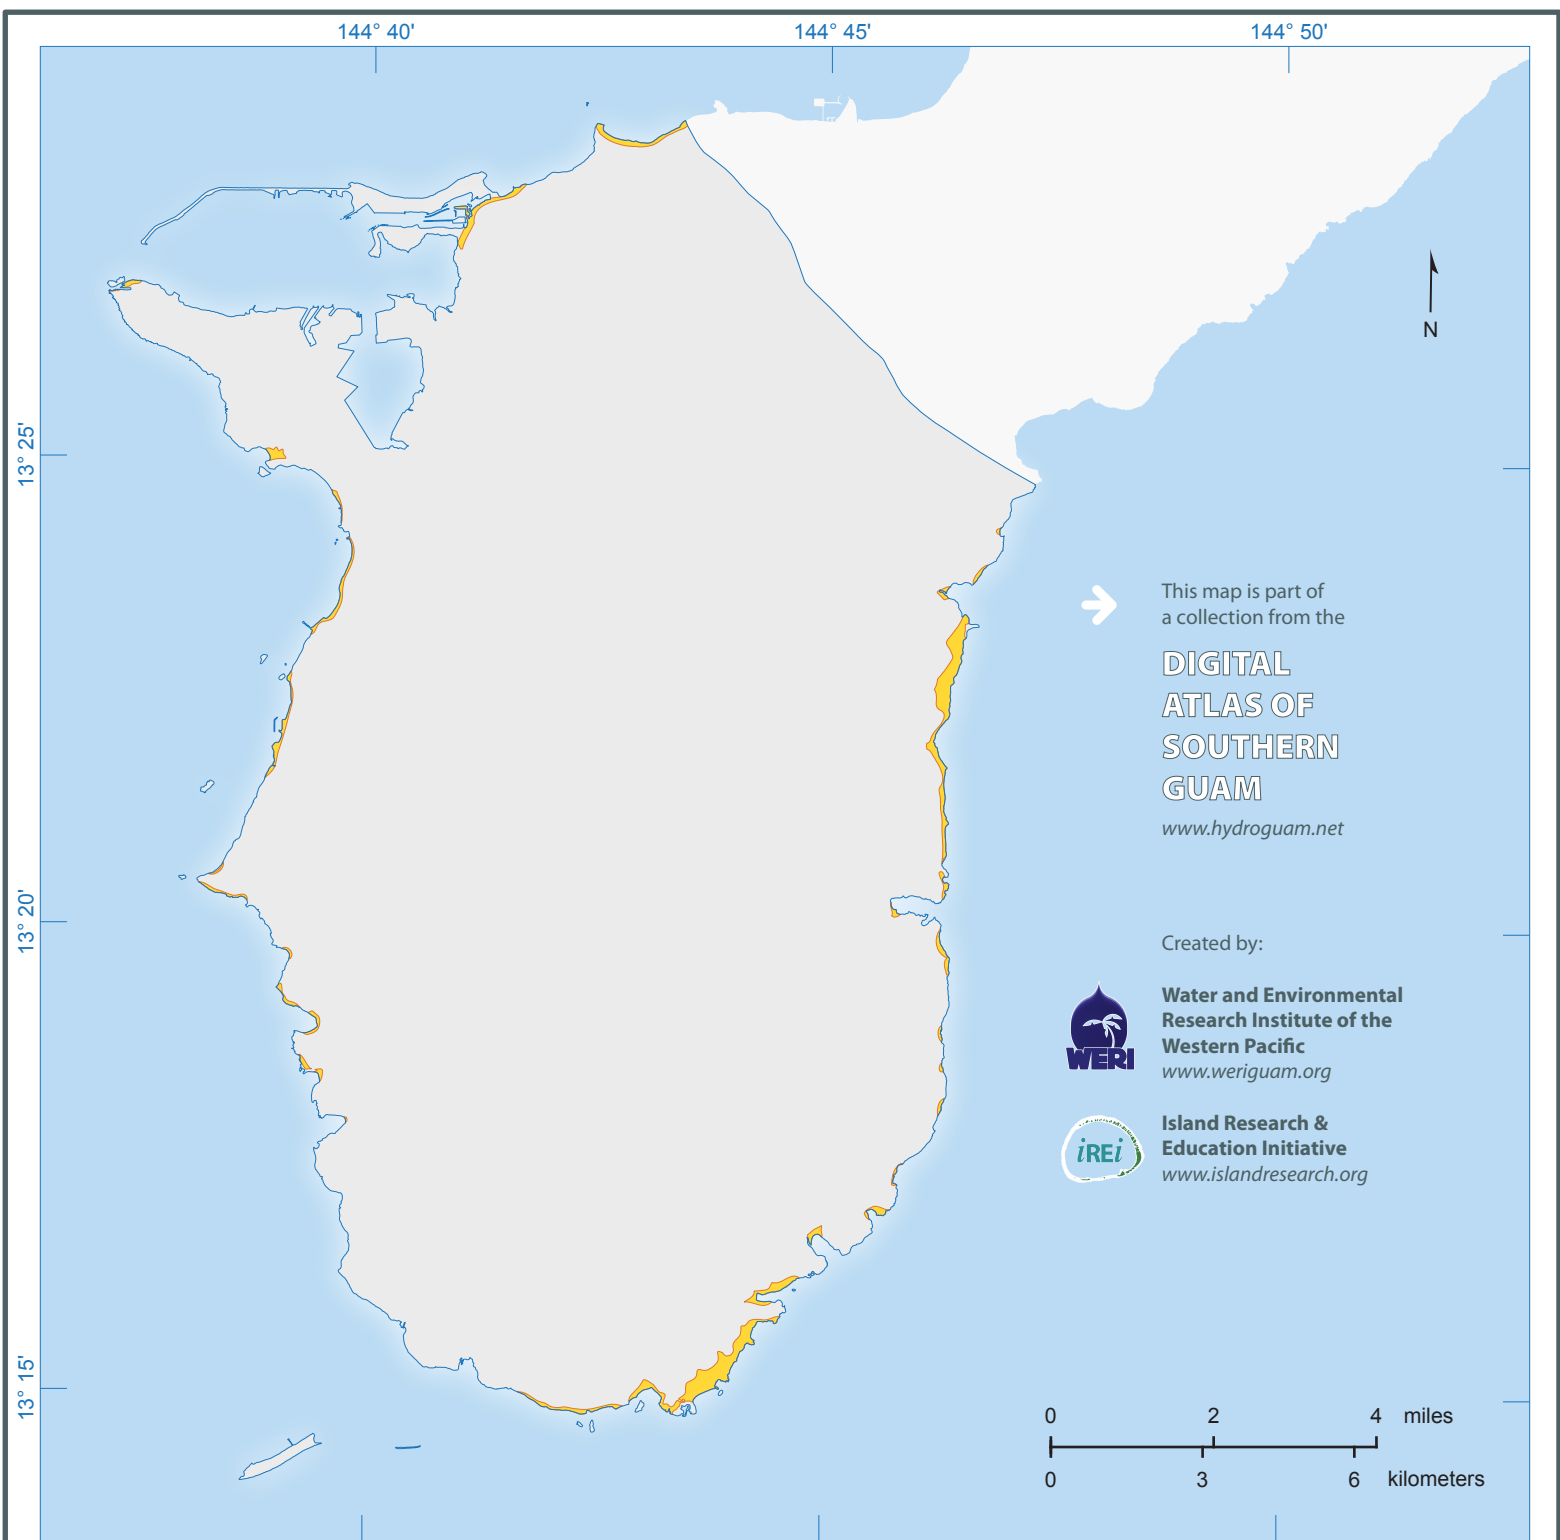 144° 40'
144° 45'
144° 50'
N
13° 25'
This map is part of
a collection from the
DIGITAL
ATLAS OF
SOUTHERN
GUAM
www.hydroguam.net
13° 20'
Created by:
Water and Environmental
Research Institute of the
Western Pacific
www.weriguam.org
WERI
Island Research &
Education Initiative
www.islandresearch.org
iREi
13° 15'
0 2 4 miles
0 3 6 kilometers